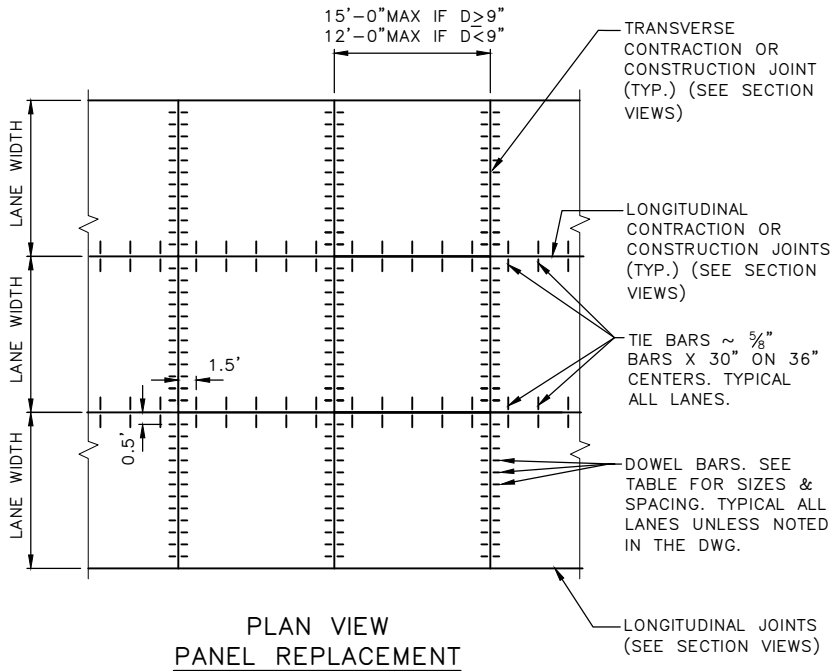 15'-0"MAX IF D>9"
12'-0"MAX IF D≤9"
TRANSVERSE
CONTRACTION OR
CONSTRUCTION JOINT
(TYP.) (SEE SECTION
VIEWS)
LANE WIDTH
LONGITUDINAL
CONTRACTION OR
CONSTRUCTION JOINTS
(TYP.) (SEE SECTION
VIEWS)
LANE WIDTH
TIE BARS ~ ⅝"
BARS X 30" ON 36"
CENTERS. TYPICAL
ALL LANES.
1.5'
0.5'
LANE WIDTH
DOWEL BARS. SEE
TABLE FOR SIZES &
SPACING. TYPICAL ALL
LANES UNLESS NOTED
IN THE DWG.
LONGITUDINAL JOINTS
(SEE SECTION VIEWS)
PLAN VIEW
PANEL REPLACEMENT